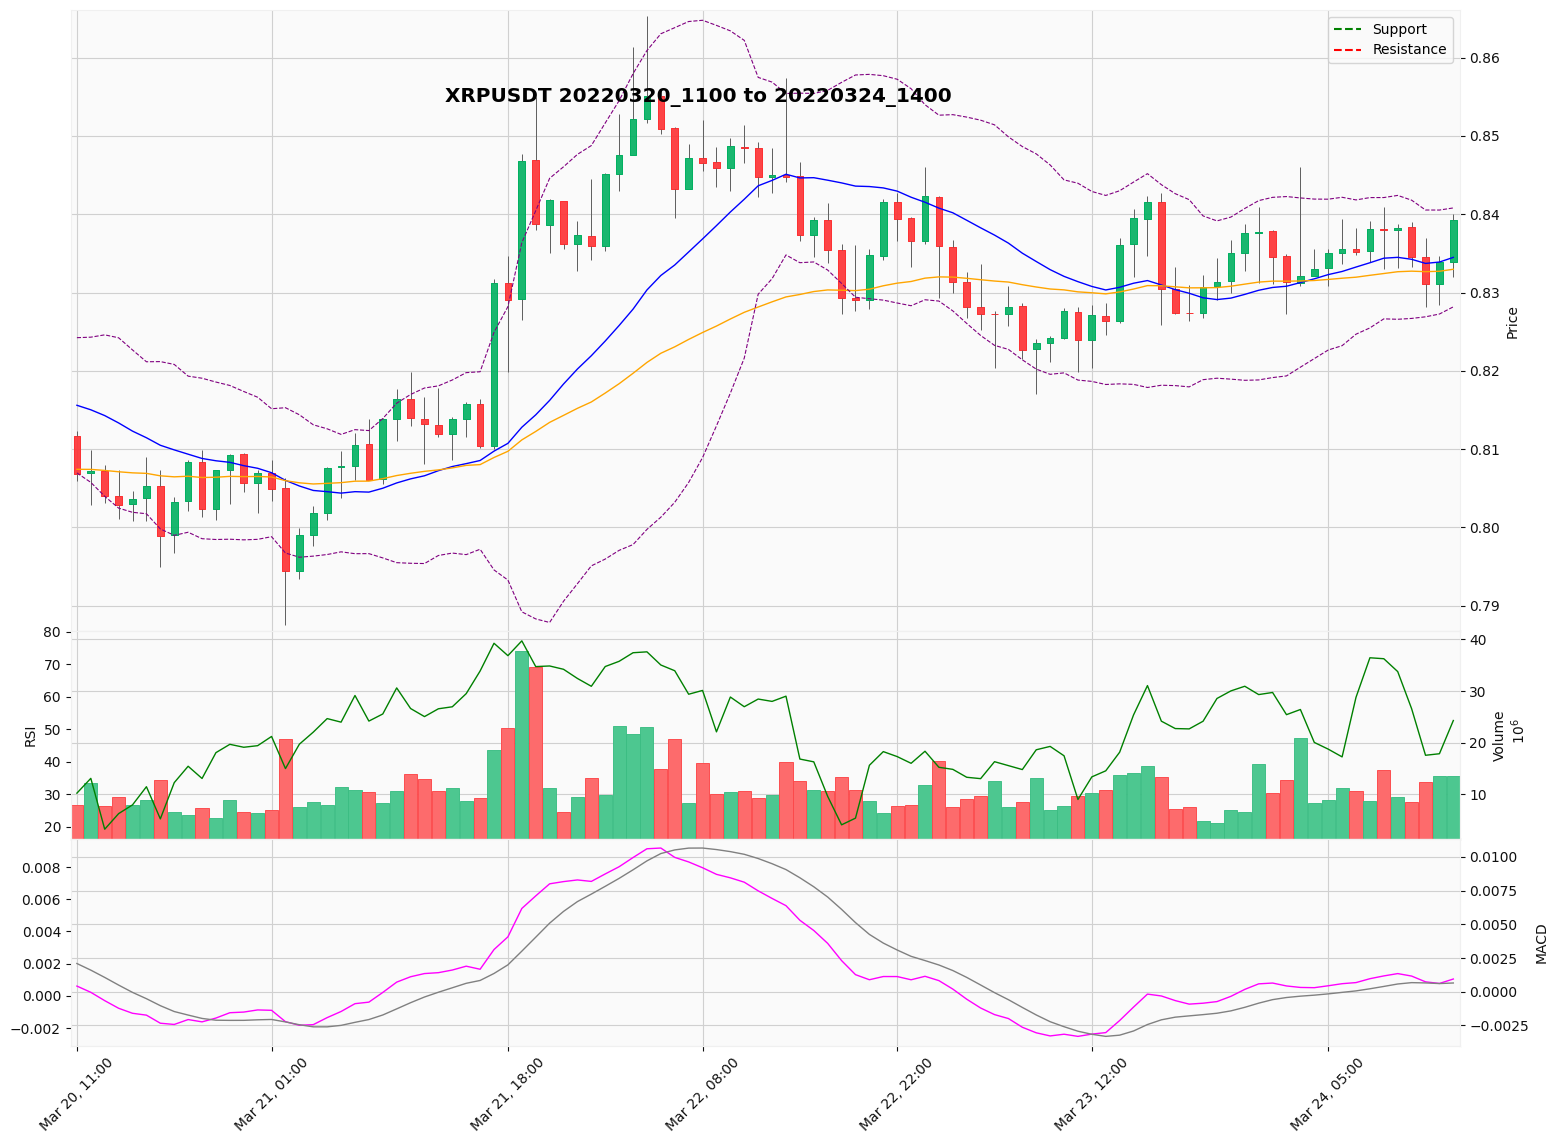 XRPUSDT 20220320_1100 to 20220324_1400
Support
Resistance
0.86
0.85
0.84
0.83
0.82
0.81
0.80
0.79
Price
80
70
60
50
40
30
20
RSI
40
30
20
10
Volume
10^6
0.008
0.006
0.004
0.002
0.000
−0.002
0.0100
0.0075
0.0050
0.0025
0.0000
−0.0025
MACD
Mar 20, 11:00
Mar 21, 01:00
Mar 21, 18:00
Mar 22, 08:00
Mar 22, 22:00
Mar 23, 12:00
Mar 24, 05:00